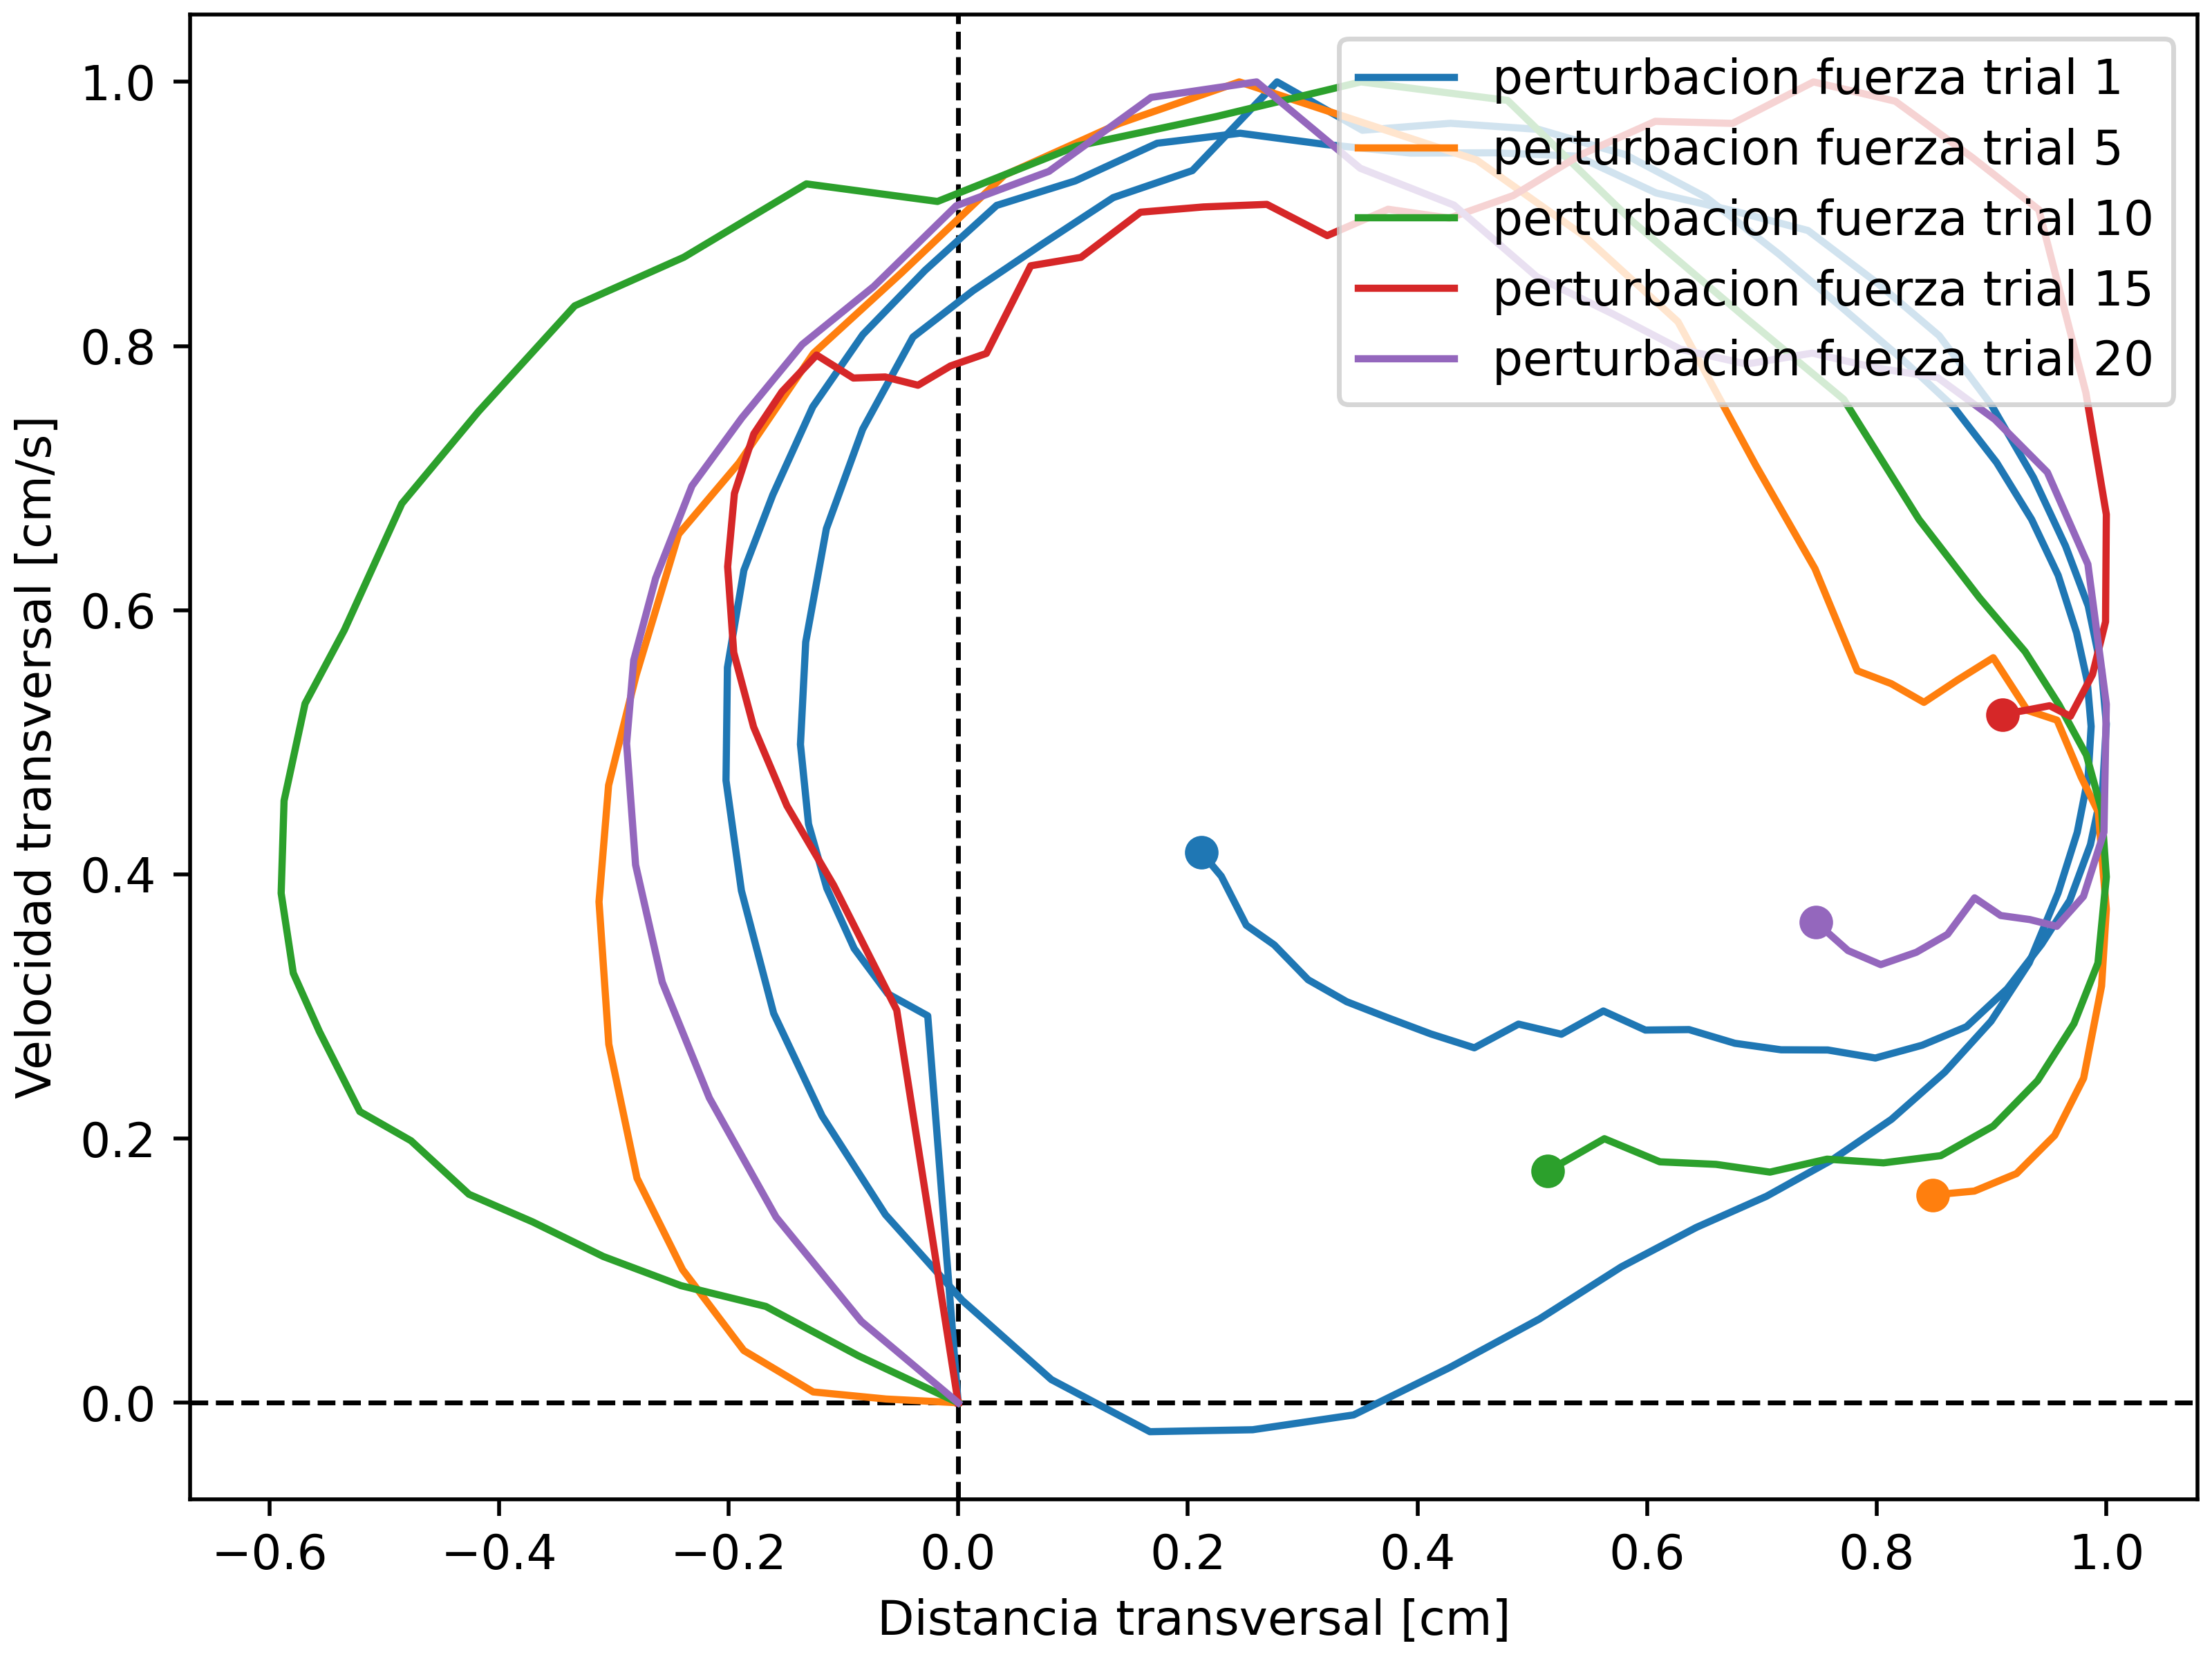 perturbacion fuerza trial 1
perturbacion fuerza trial 5
perturbacion fuerza trial 10
perturbacion fuerza trial 15
perturbacion fuerza trial 20
Velocidad transversal [cm/s]
1.0
0.8
0.6
0.4
0.2
0.0
−0.6 −0.4 −0.2 0.0 0.2 0.4 0.6 0.8 1.0
Distancia transversal [cm]